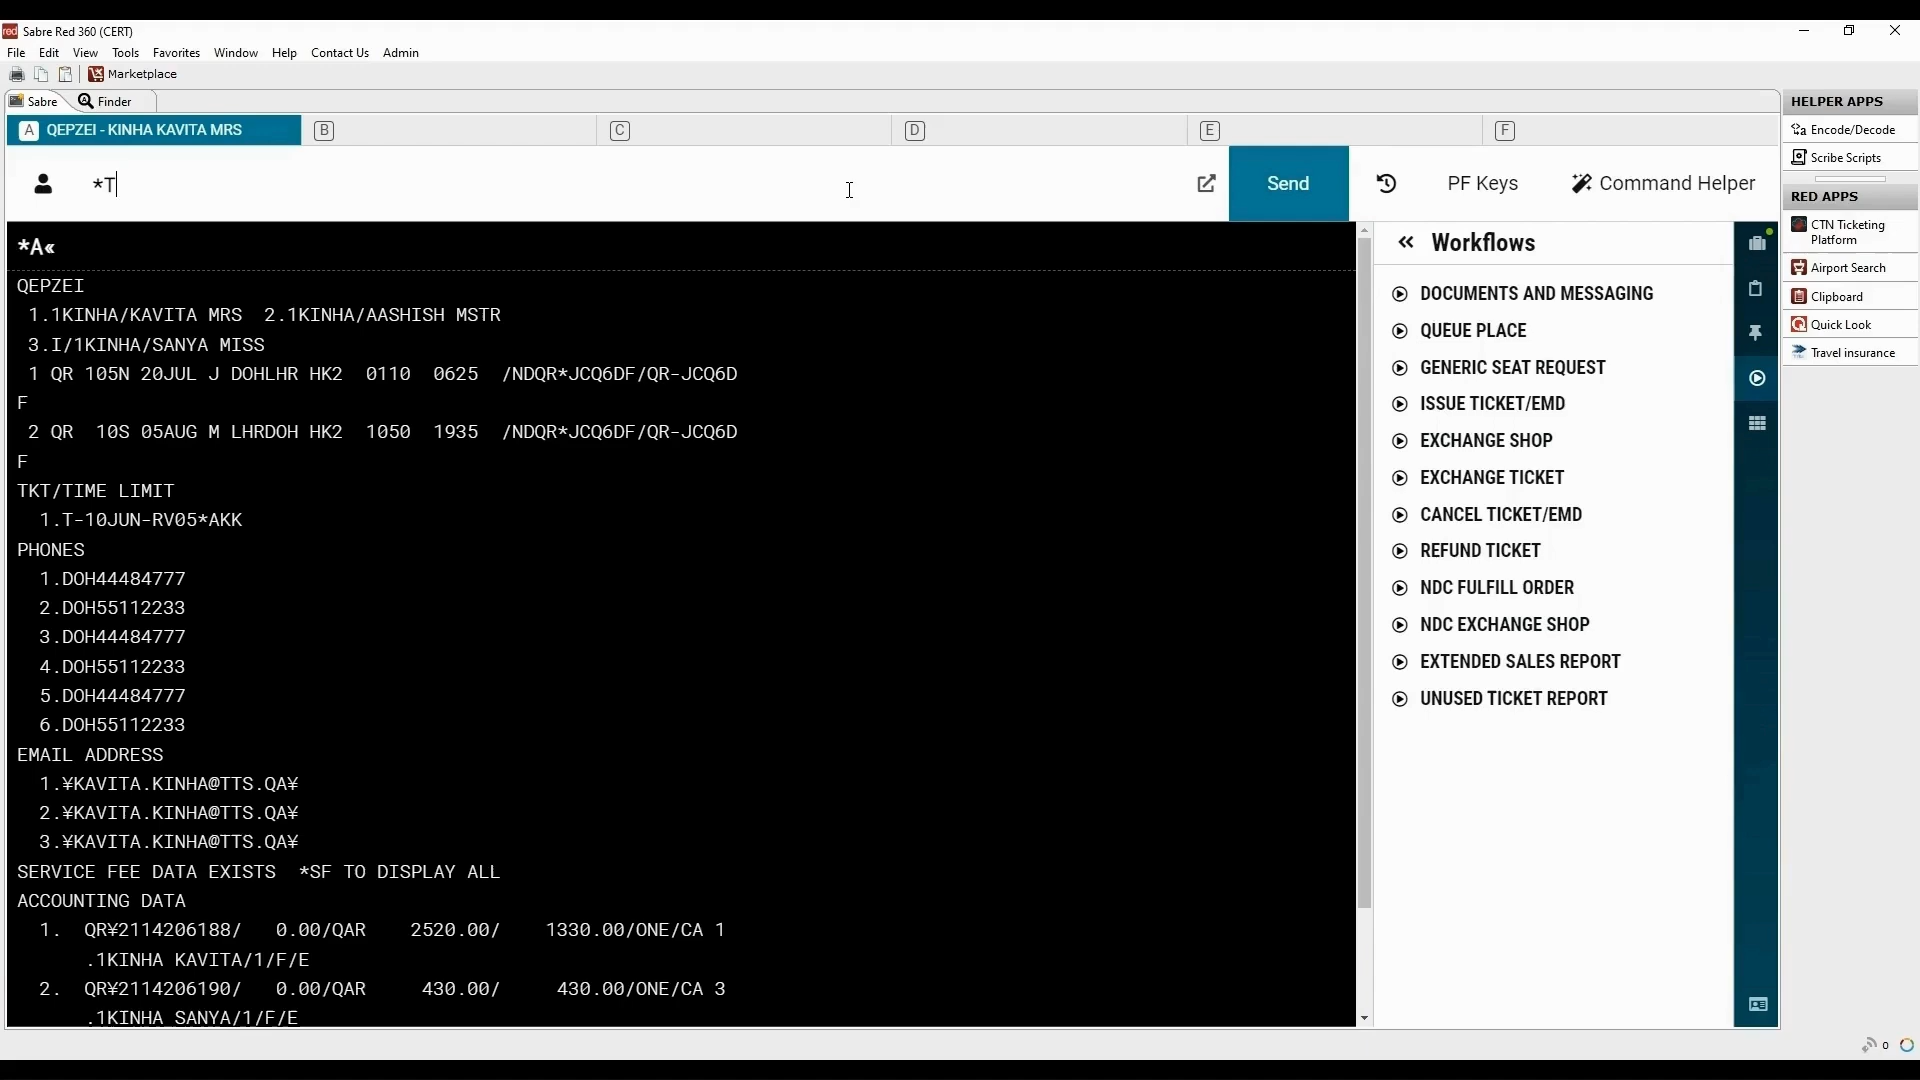 red Sabre Red 360 (CERT)
File Edit View Tools Favorites Window Help Contact Us Admin
Marketplace
Sabre Finder
A QEPZEI - KINHA KAVITA MRS B C D E F
*T Send PF Keys Command Helper
*A«
QEPZEI
1.1KINHA/KAVITA MRS 2.1KINHA/AASHISH MSTR
3.I/1KINHA/SANYA MISS
1 QR 105N 20JUL J DOHLHR HK2 0110 0625 /NDQR*JCQ6DF/QR-JCQ6D
F
2 QR 10S 05AUG M LHRDOH HK2 1050 1935 /NDQR*JCQ6DF/QR-JCQ6D
F
TKT/TIME LIMIT
1.T-10JUN-RV05*AKK
PHONES
1.DOH44484777
2.DOH55112233
3.DOH44484777
4.DOH55112233
5.DOH44484777
6.DOH55112233
EMAIL ADDRESS
1.¥KAVITA.KINHA@TTS.QA¥
2.¥KAVITA.KINHA@TTS.QA¥
3.¥KAVITA.KINHA@TTS.QA¥
SERVICE FEE DATA EXISTS *SF TO DISPLAY ALL
ACCOUNTING DATA
1. QR¥2114206188/ 0.00/QAR 2520.00/ 1330.00/ONE/CA 1
.1KINHA KAVITA/1/F/E
2. QR¥2114206190/ 0.00/QAR 430.00/ 430.00/ONE/CA 3
.1KINHA SANYA/1/F/E
Workflows
DOCUMENTS AND MESSAGING
QUEUE PLACE
GENERIC SEAT REQUEST
ISSUE TICKET/EMD
EXCHANGE SHOP
EXCHANGE TICKET
CANCEL TICKET/EMD
REFUND TICKET
NDC FULFILL ORDER
NDC EXCHANGE SHOP
EXTENDED SALES REPORT
UNUSED TICKET REPORT
HELPER APPS
Encode/Decode
Scribe Scripts
RED APPS
CTN Ticketing
Platform
Airport Search
Clipboard
Quick Look
Travel insurance
0